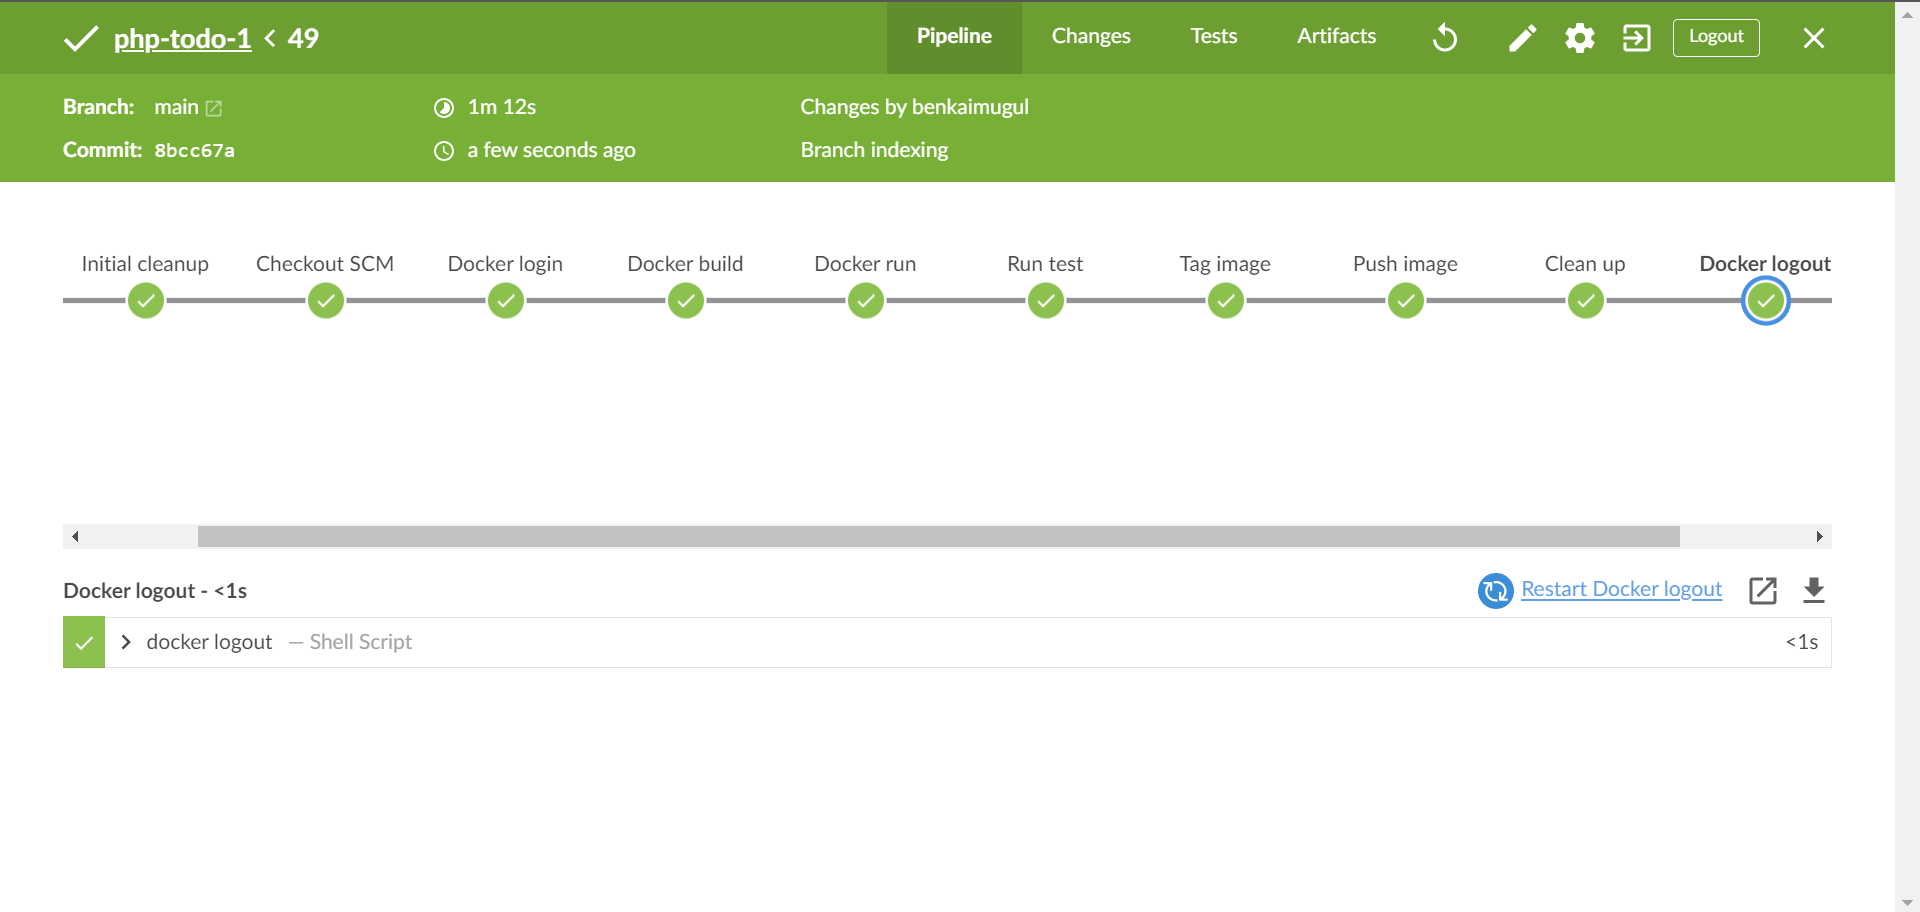 php-todo-1 < 49
Pipeline
Changes
Tests
Artifacts
Logout
Branch: main
1m 12s
Changes by benkaimugul
Commit: 8bcc67a
a few seconds ago
Branch indexing
Initial cleanup
Checkout SCM
Docker login
Docker build
Docker run
Run test
Tag image
Push image
Clean up
Docker logout
Docker logout - <1s
Restart Docker logout
docker logout — Shell Script
<1s